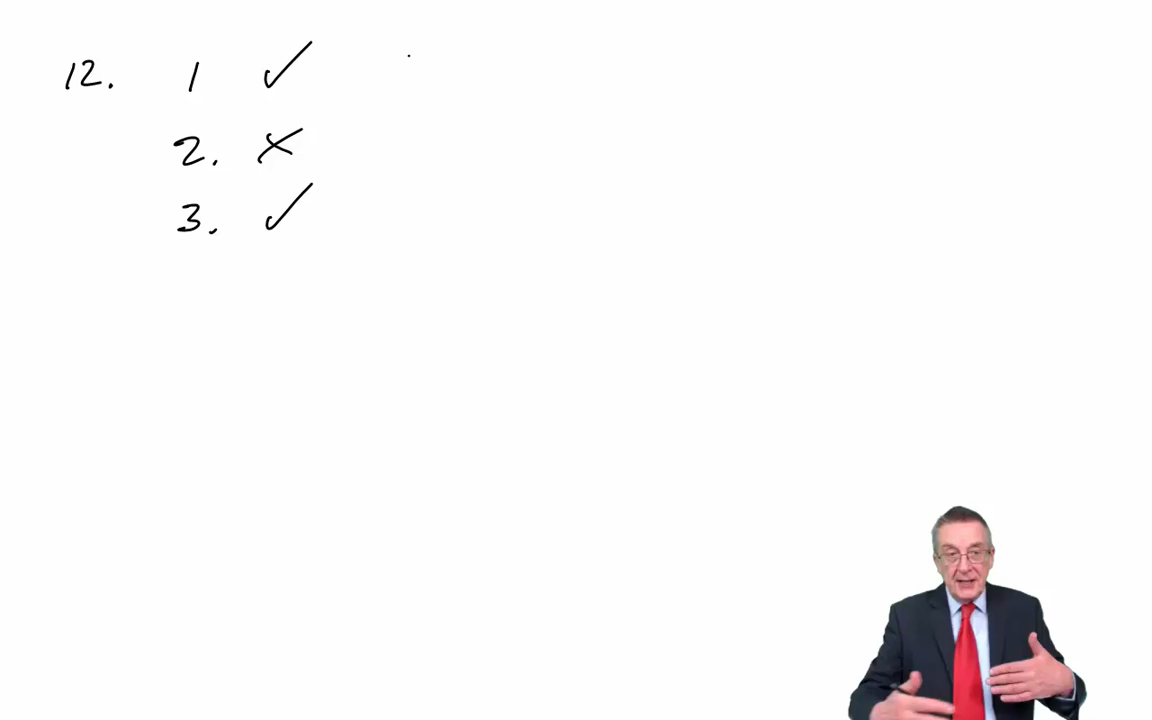 12. 1 ✓
2. ✗
3. ✓